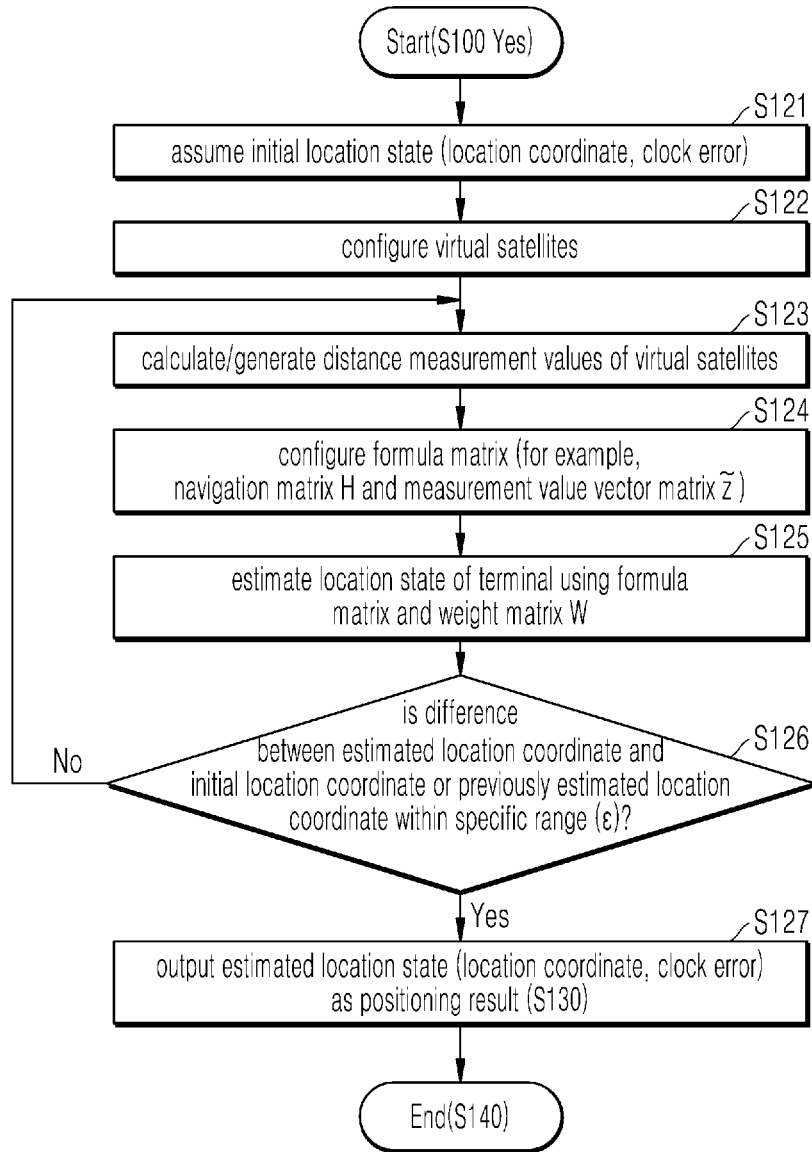 Start(S100 Yes)
S121
assume initial location state (location coordinate, clock error)
S122
configure virtual satellites
S123
calculate/generate distance measurement values of virtual satellites
S124
configure formula matrix (for example,
navigation matrix H and measurement value vector matrix z̃ )
S125
estimate location state of terminal using formula
matrix and weight matrix W
S126
is difference
between estimated location coordinate and
initial location coordinate or previously estimated location
coordinate within specific range (ε)?
No
Yes
S127
output estimated location state (location coordinate, clock error)
as positioning result (S130)
End(S140)